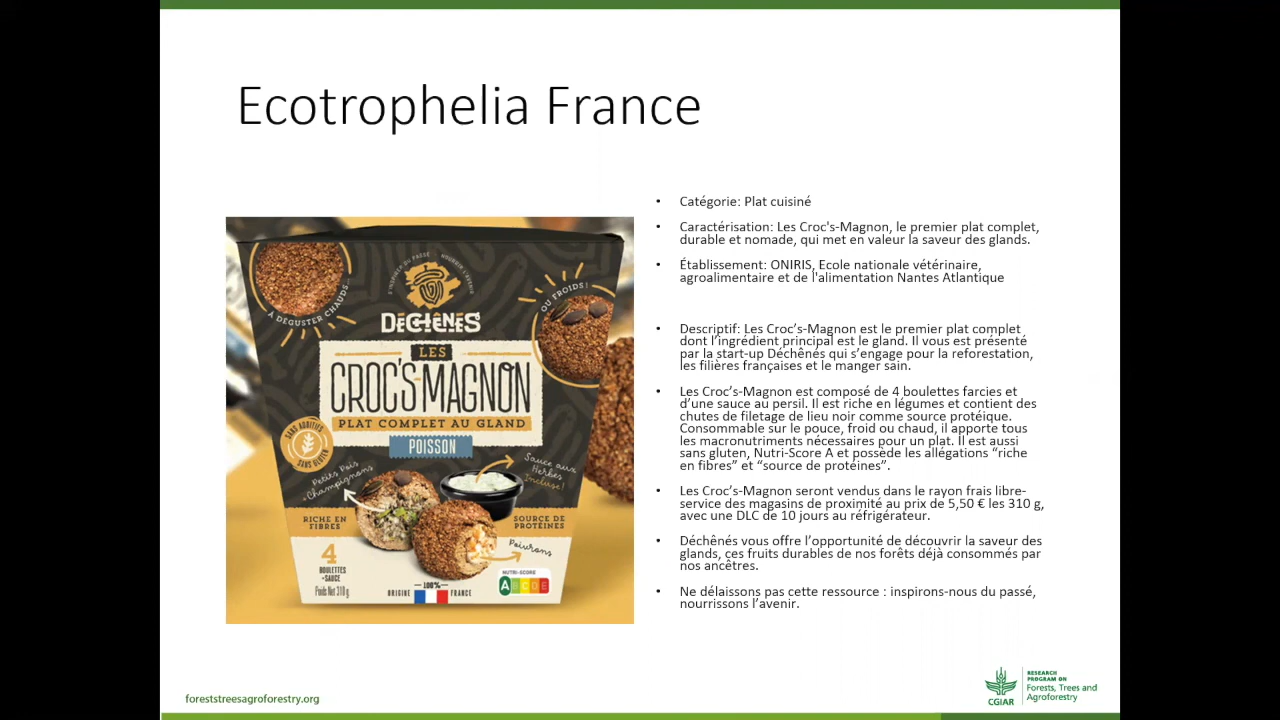 Ecotrophelia France
À DÉGUSTER CHAUDS...
S'INSPIRER DU PASSÉ • NOURRIR L'AVENIR
OU FROIDS!
DÉCHÊNÉS
LES
CROC'S-MAGNON
PLAT COMPLET AU GLAND
POISSON
SANS ADDITIF
SANS GLUTEN
Petits Pois
+Champignons
Sauce aux
Herbes
Incluse!
RICHE EN
FIBRES
SOURCE DE
PROTÉINES
Poivrons
4
BOULETTES
+SAUCE
Poids Net 310g
100%
ORIGINE FRANCE
NUTRI-SCORE
A B C D E
• Catégorie: Plat cuisiné
• Caractérisation: Les Croc's-Magnon, le premier plat complet,
durable et nomade, qui met en valeur la saveur des glands.
• Établissement: ONIRIS, Ecole nationale vétérinaire,
agroalimentaire et de l'alimentation Nantes Atlantique
• Descriptif: Les Croc’s-Magnon est le premier plat complet
dont l’ingrédient principal est le gland. Il vous est présenté
par la start-up Déchênés qui s’engage pour la reforestation,
les filières françaises et le manger sain.
• Les Croc’s-Magnon est composé de 4 boulettes farcies et
d’une sauce au persil. Il est riche en légumes et contient des
chutes de filetage de lieu noir comme source protéique.
Consommable sur le pouce, froid ou chaud, il apporte tous
les macronutriments nécessaires pour un plat. Il est aussi
sans gluten, Nutri-Score A et possède les allégations “riche
en fibres” et “source de protéines”.
• Les Croc’s-Magnon seront vendus dans le rayon frais libre-
service des magasins de proximité au prix de 5,50 € les 310 g,
avec une DLC de 10 jours au réfrigérateur.
• Déchênés vous offre l’opportunité de découvrir la saveur des
glands, ces fruits durables de nos forêts déjà consommés par
nos ancêtres.
• Ne délaissons pas cette ressource : inspirons-nous du passé,
nourrissons l’avenir.
foreststreesagroforestry.org
CGIAR
RESEARCH
PROGRAM ON
Forests, Trees and
Agroforestry